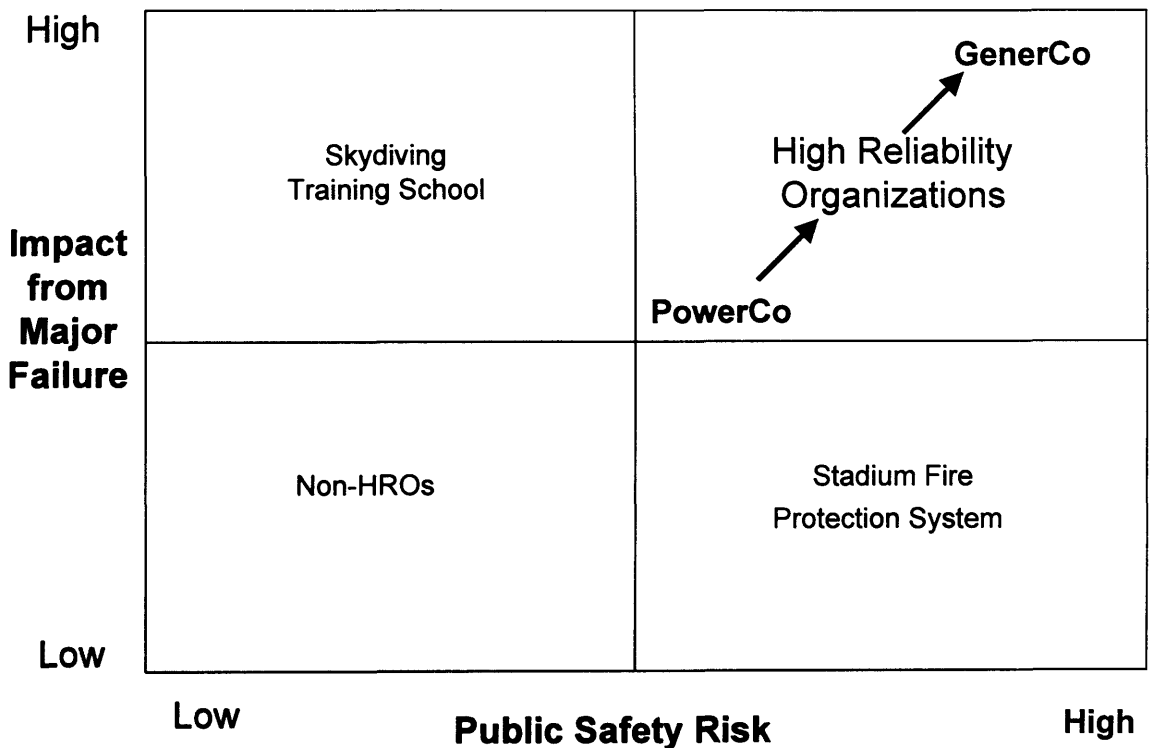 High
GenerCo
Skydiving
Training School
High Reliability
Organizations
Impact
from
Major
Failure
PowerCo
Non-HROs
Stadium Fire
Protection System
Low
Low
Public Safety Risk
High